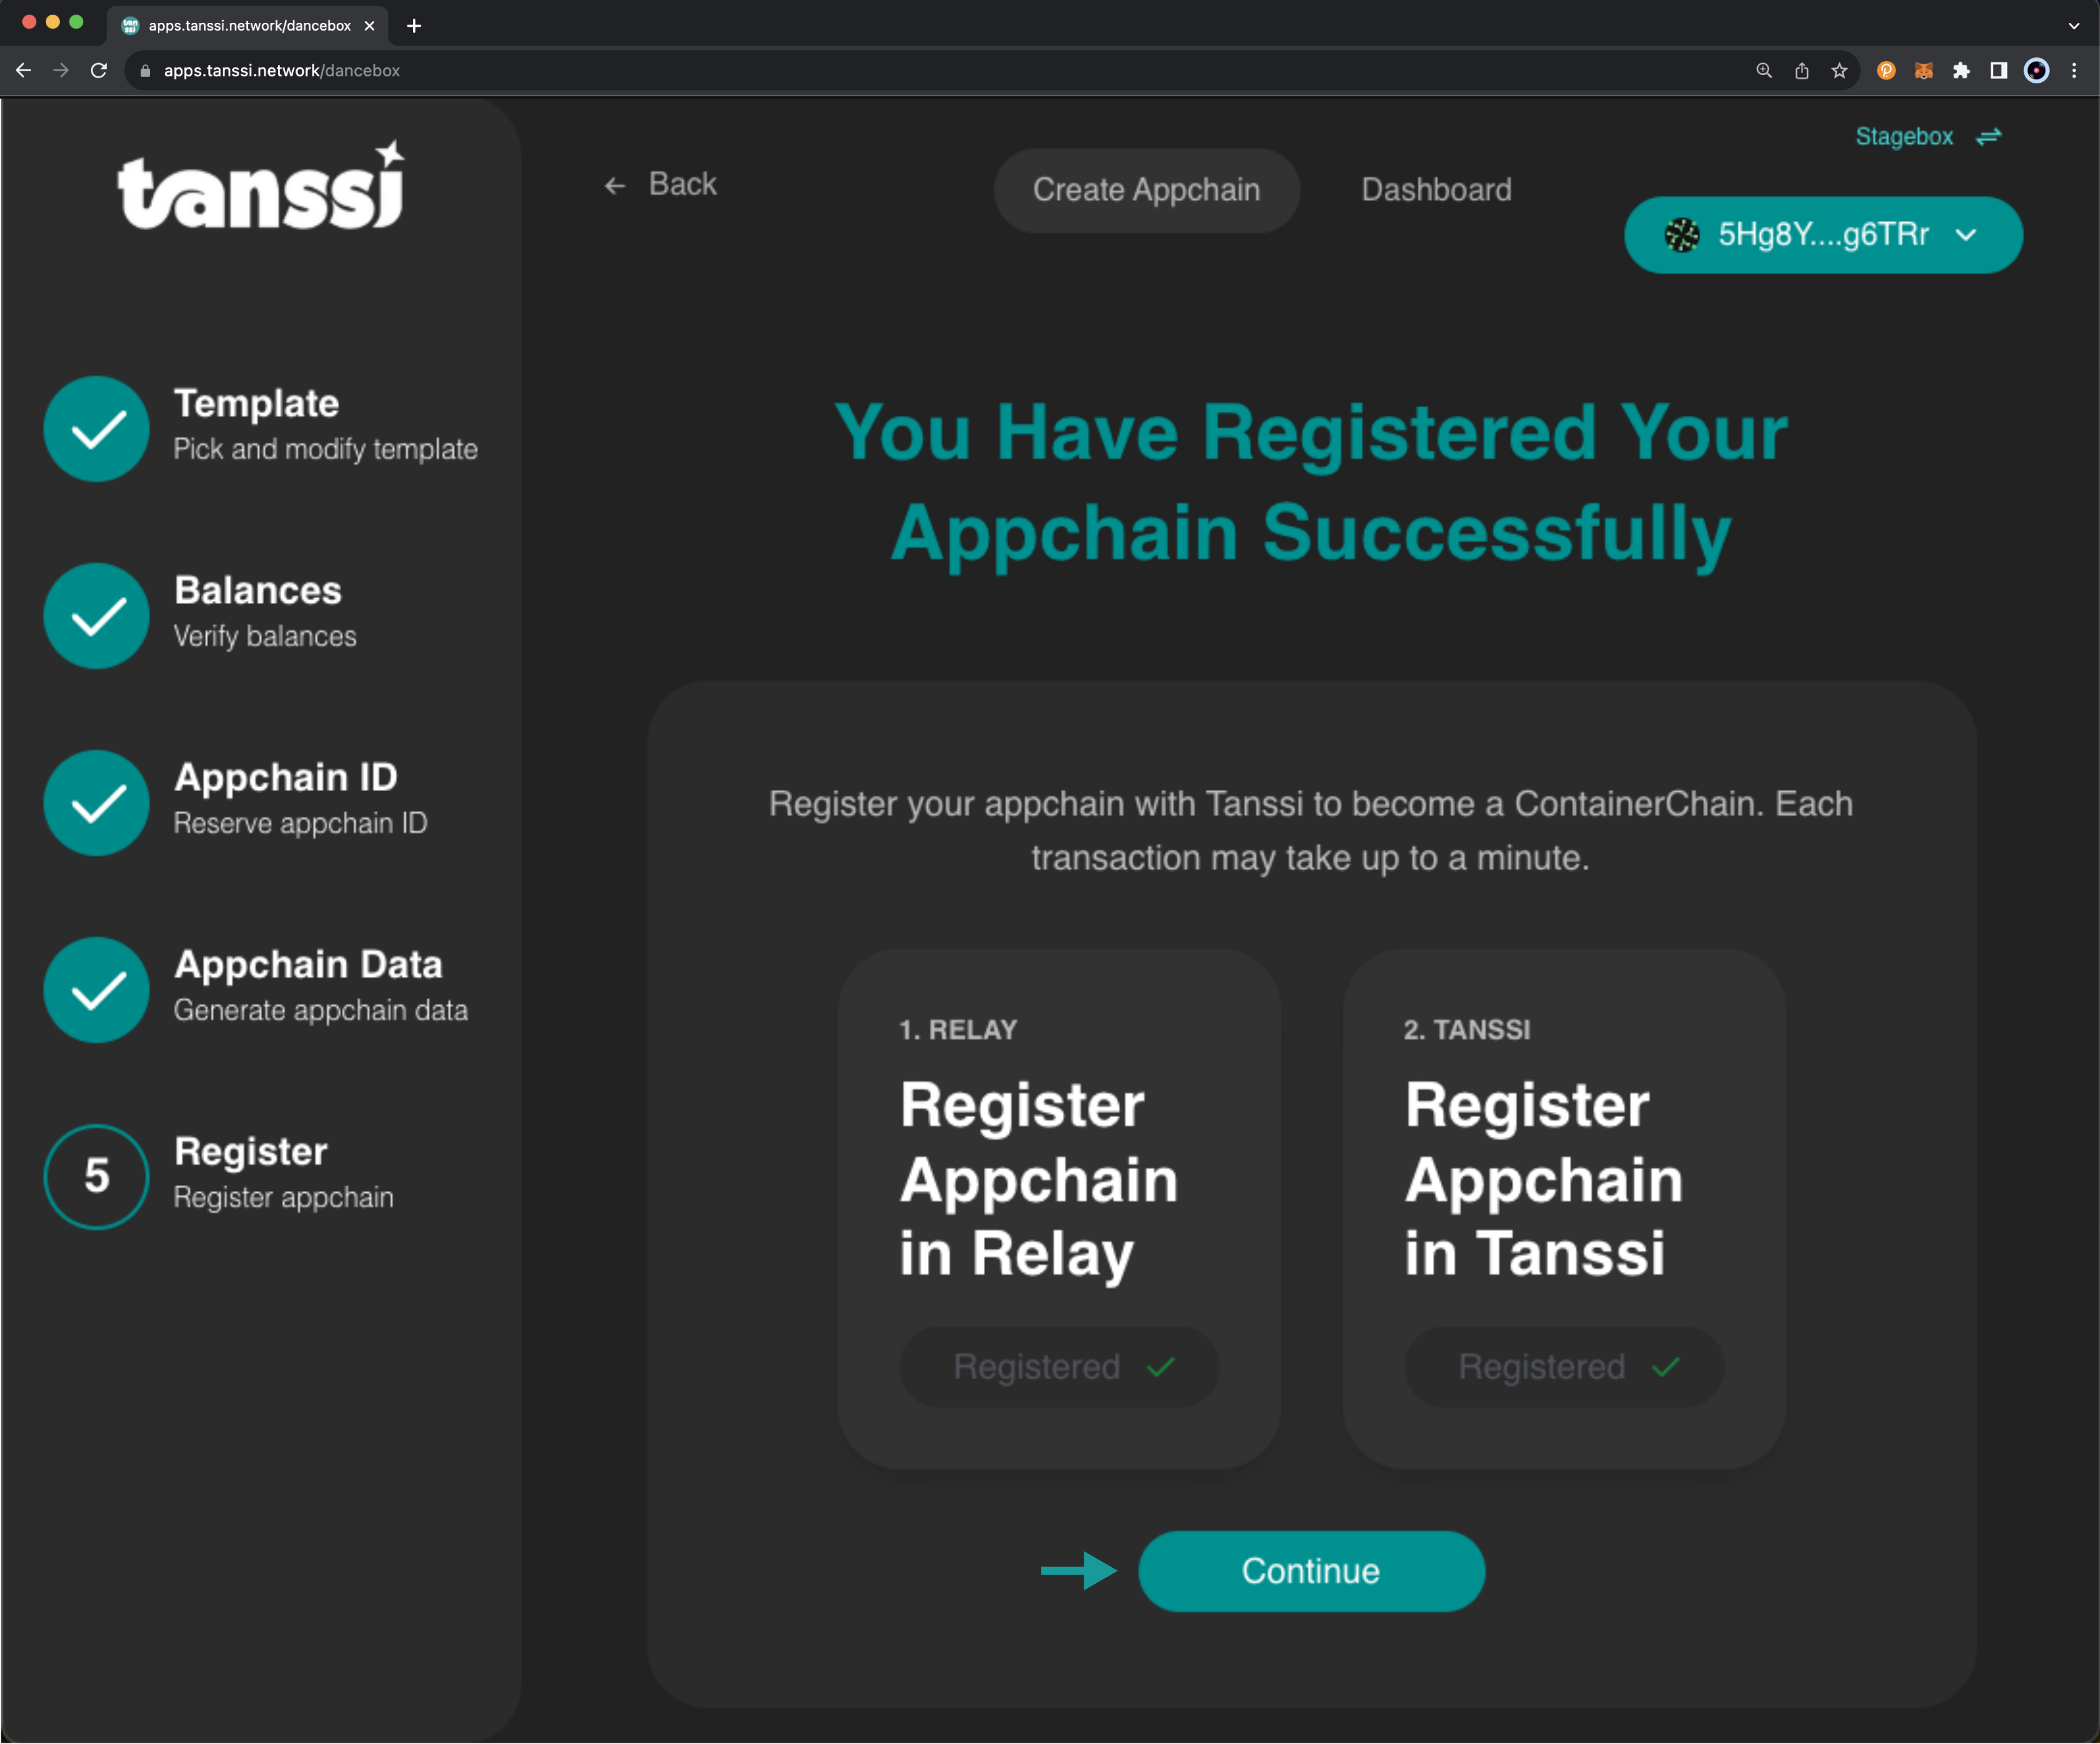 apps.tanssi.network/dancebox
apps.tanssi.network/dancebox
tanssi
← Back
Create Appchain
Dashboard
Stagebox
5Hg8Y....g6TRr
Template
Pick and modify template
Balances
Verify balances
Appchain ID
Reserve appchain ID
Appchain Data
Generate appchain data
5
Register
Register appchain
You Have Registered Your
Appchain Successfully
Register your appchain with Tanssi to become a ContainerChain. Each
transaction may take up to a minute.
1. RELAY
Register
Appchain
in Relay
Registered
2. TANSSI
Register
Appchain
in Tanssi
Registered
Continue